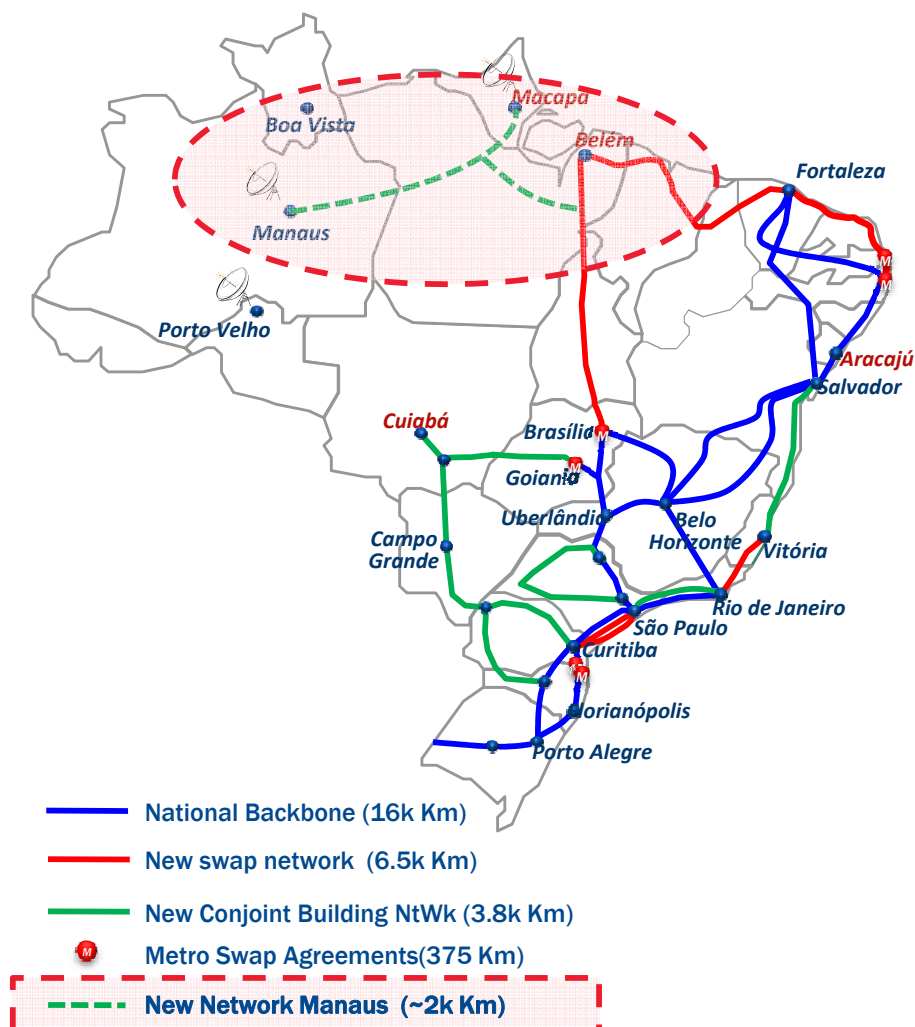 Macapa
Boa Vista
Belém
Fortaleza
Manaus
M
M
Porto Velho
Aracajú
Salvador
Cuiabá
Brasília
M
M
Goiania
Uberlândia
Belo
Horizonte
Campo
Grande
Vitória
Rio de Janeiro
São Paulo
Curitiba
M
M
Florianópolis
Porto Alegre
National Backbone (16k Km)
New swap network (6.5k Km)
New Conjoint Building NtWk (3.8k Km)
M
Metro Swap Agreements(375 Km)
New Network Manaus (~2k Km)